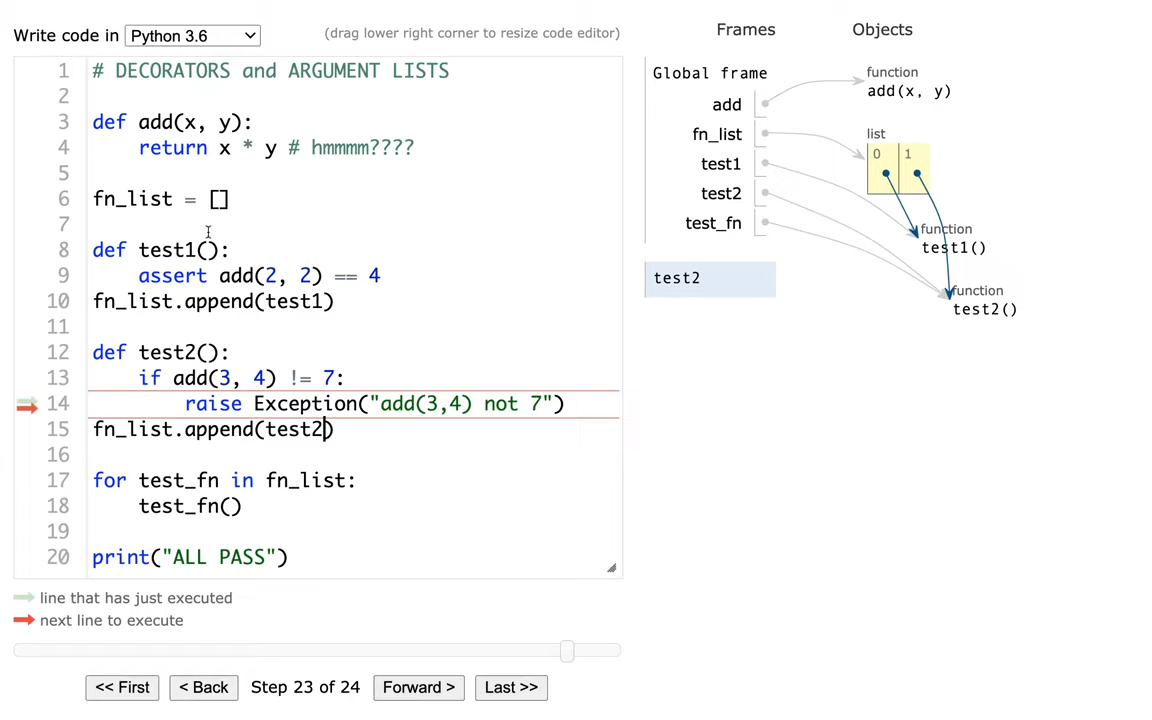 Write code in Python 3.6 (drag lower right corner to resize code editor)
1 # DECORATORS and ARGUMENT LISTS
2
3 def add(x, y):
4     return x * y # hmmmm????
5
6 fn_list = []
7
8 def test1():
9     assert add(2, 2) == 4
10 fn_list.append(test1)
11
12 def test2():
13     if add(3, 4) != 7:
14         raise Exception("add(3,4) not 7")
15 fn_list.append(test2)
16
17 for test_fn in fn_list:
18     test_fn()
19
20 print("ALL PASS")
line that has just executed
next line to execute
<< First < Back Step 23 of 24 Forward > Last >>
Frames Objects
Global frame
add
fn_list
test1
test2
test_fn
test2
function
add(x, y)
list
0 1
function
test1()
function
test2()